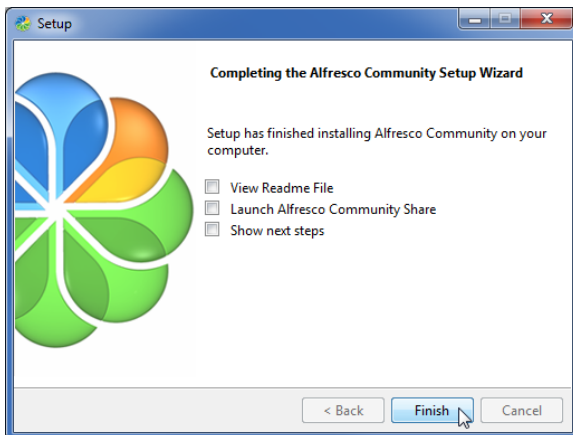 Setup
Completing the Alfresco Community Setup Wizard
Setup has finished installing Alfresco Community on your
computer.
View Readme File
Launch Alfresco Community Share
Show next steps
< Back
Finish
Cancel